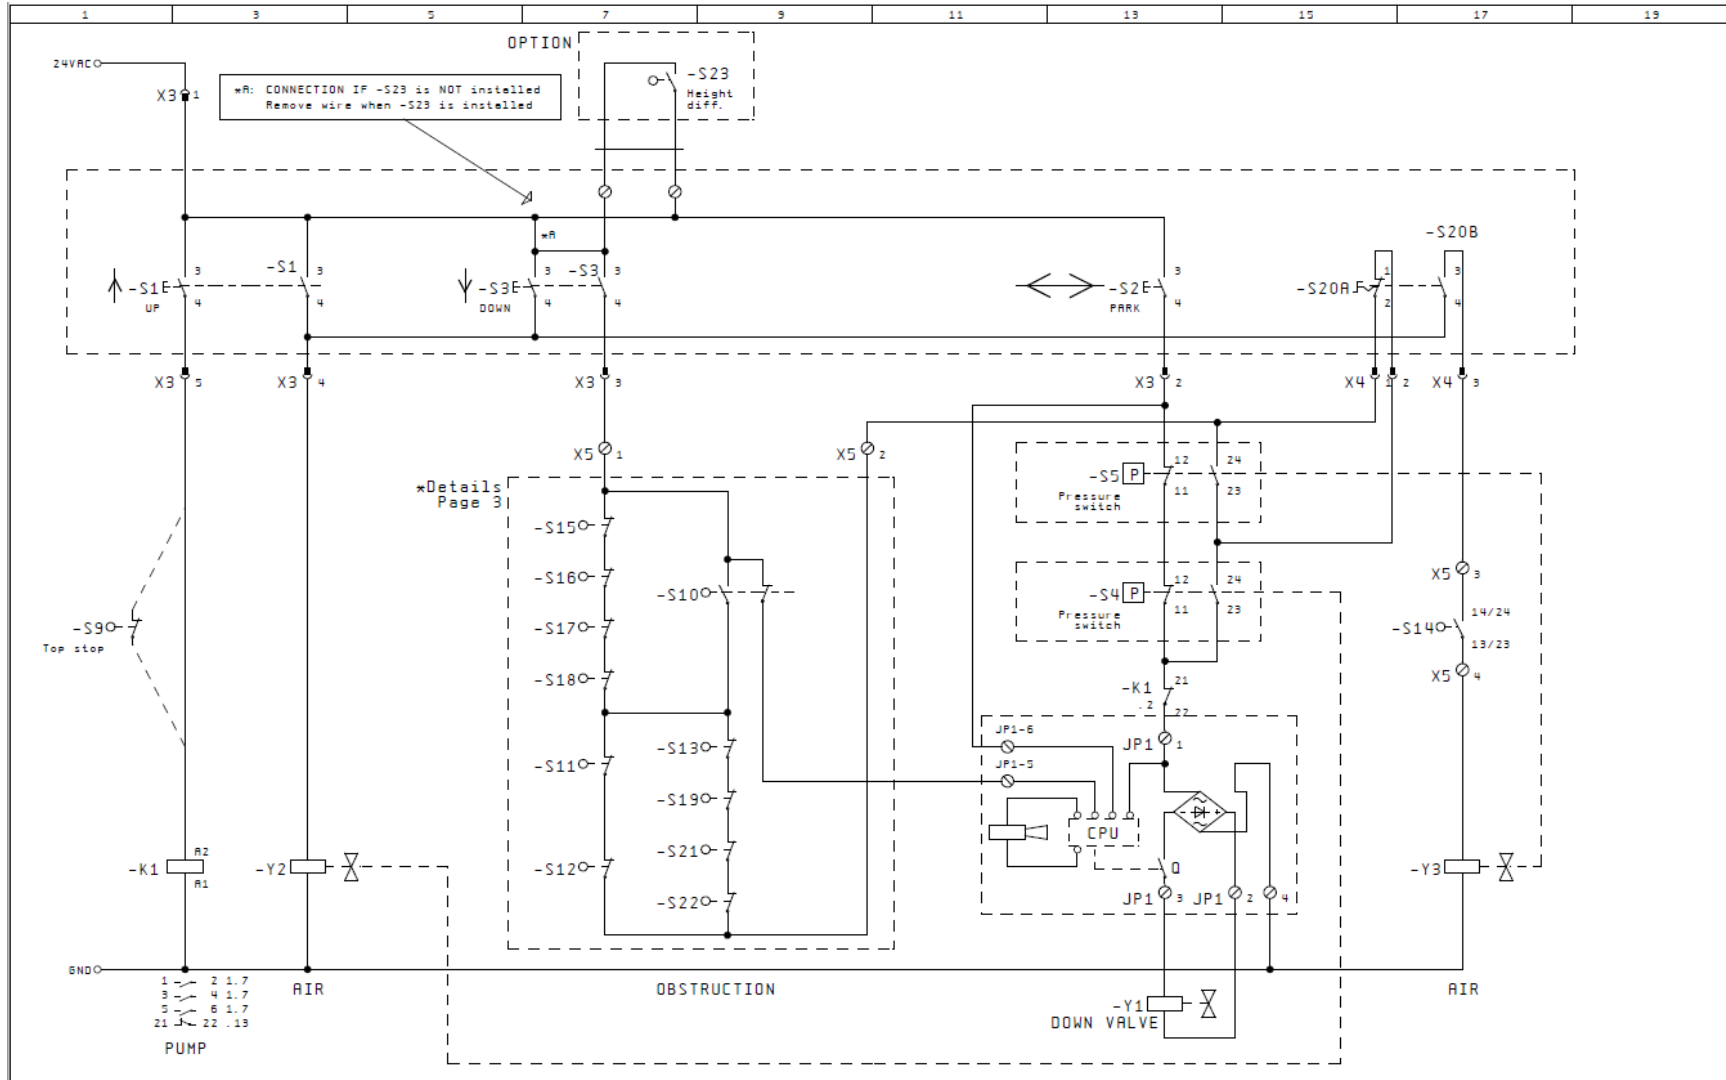 1 3 5 7 9 11 13 15 17 19
OPTION
24VAC
X3 1
*A: CONNECTION IF -S23 is NOT installed
Remove wire when -S23 is installed
-S23
Height
diff.
*A
-S20B
-S1 3
-S1E 3
4 4
UP
-S3E 3
-S3 3
4 4
DOWN
-S2E 3
4
PARK
-S20A 1
2
3
4
X3 5
X3 4
X3 3
X3 2
X4 1 2
X4 3
X5 1
X5 2
*Details
Page 3
-S5 P 12 24
11 23
Pressure
switch
-S15
-S16
-S10
-S17
-S18
-S4 P 12 24
11 23
Pressure
switch
X5 3
-S14 14/24
13/23
X5 4
-S9
Top stop
-K1 21
.2 22
JP1-6
JP1 1
JP1-5
-S13
-S11
-S19
-S21
-S12
-S22
CPU
~
- +
~
Q
JP1 3 JP1 2 4
-K1 A2
A1
-Y2
-Y3
GND
1 2 1.7
3 4 1.7
5 6 1.7
21 22 .13
PUMP
AIR
OBSTRUCTION
-Y1
DOWN VALVE
AIR